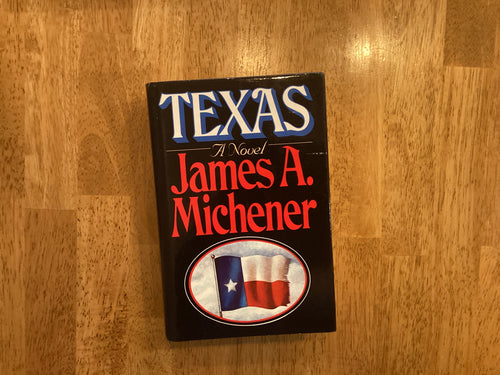 TEXAS
A Novel
James A.
Michener